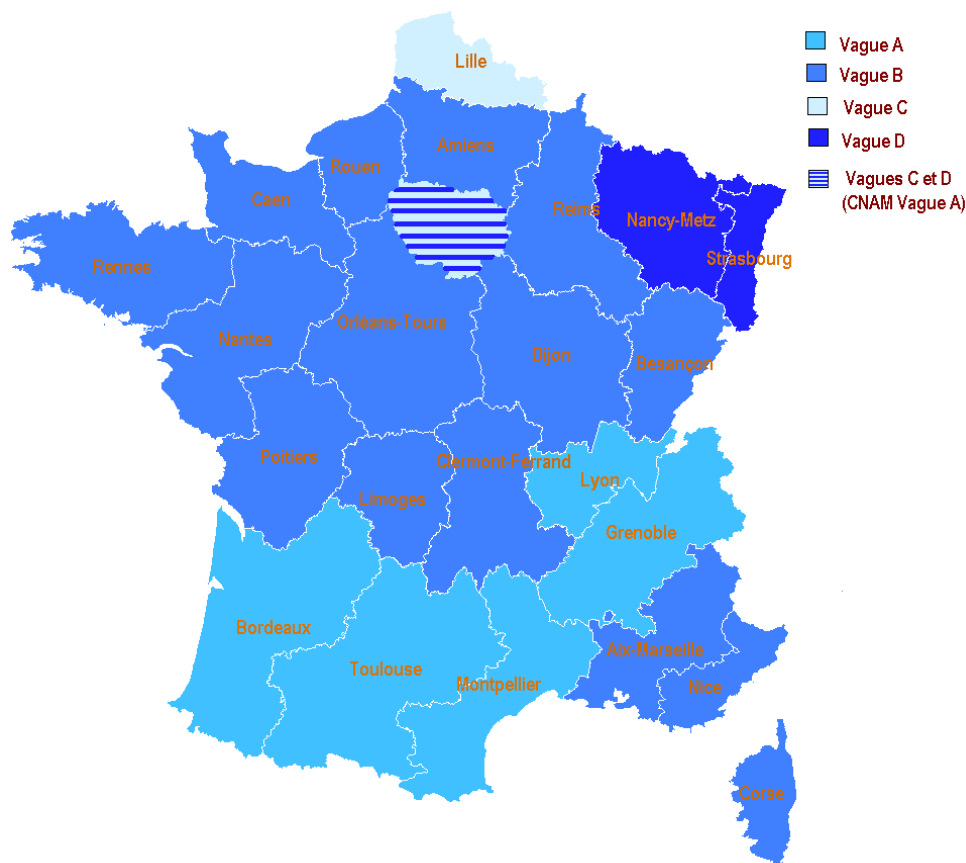 Lille
Vague A
Vague B
Vague C
Vague D
Vagues C et D
(CNAM Vague A)
Amiens
Rouen
Caen
Reims
Nancy-Metz
Strasbourg
Rennes
Orléans-Tours
Nantes
Dijon
Besançon
Poitiers
Clermont-Ferrand
Limoges
Lyon
Grenoble
Bordeaux
Toulouse
Montpellier
Aix-Marseille
Nice
Corse